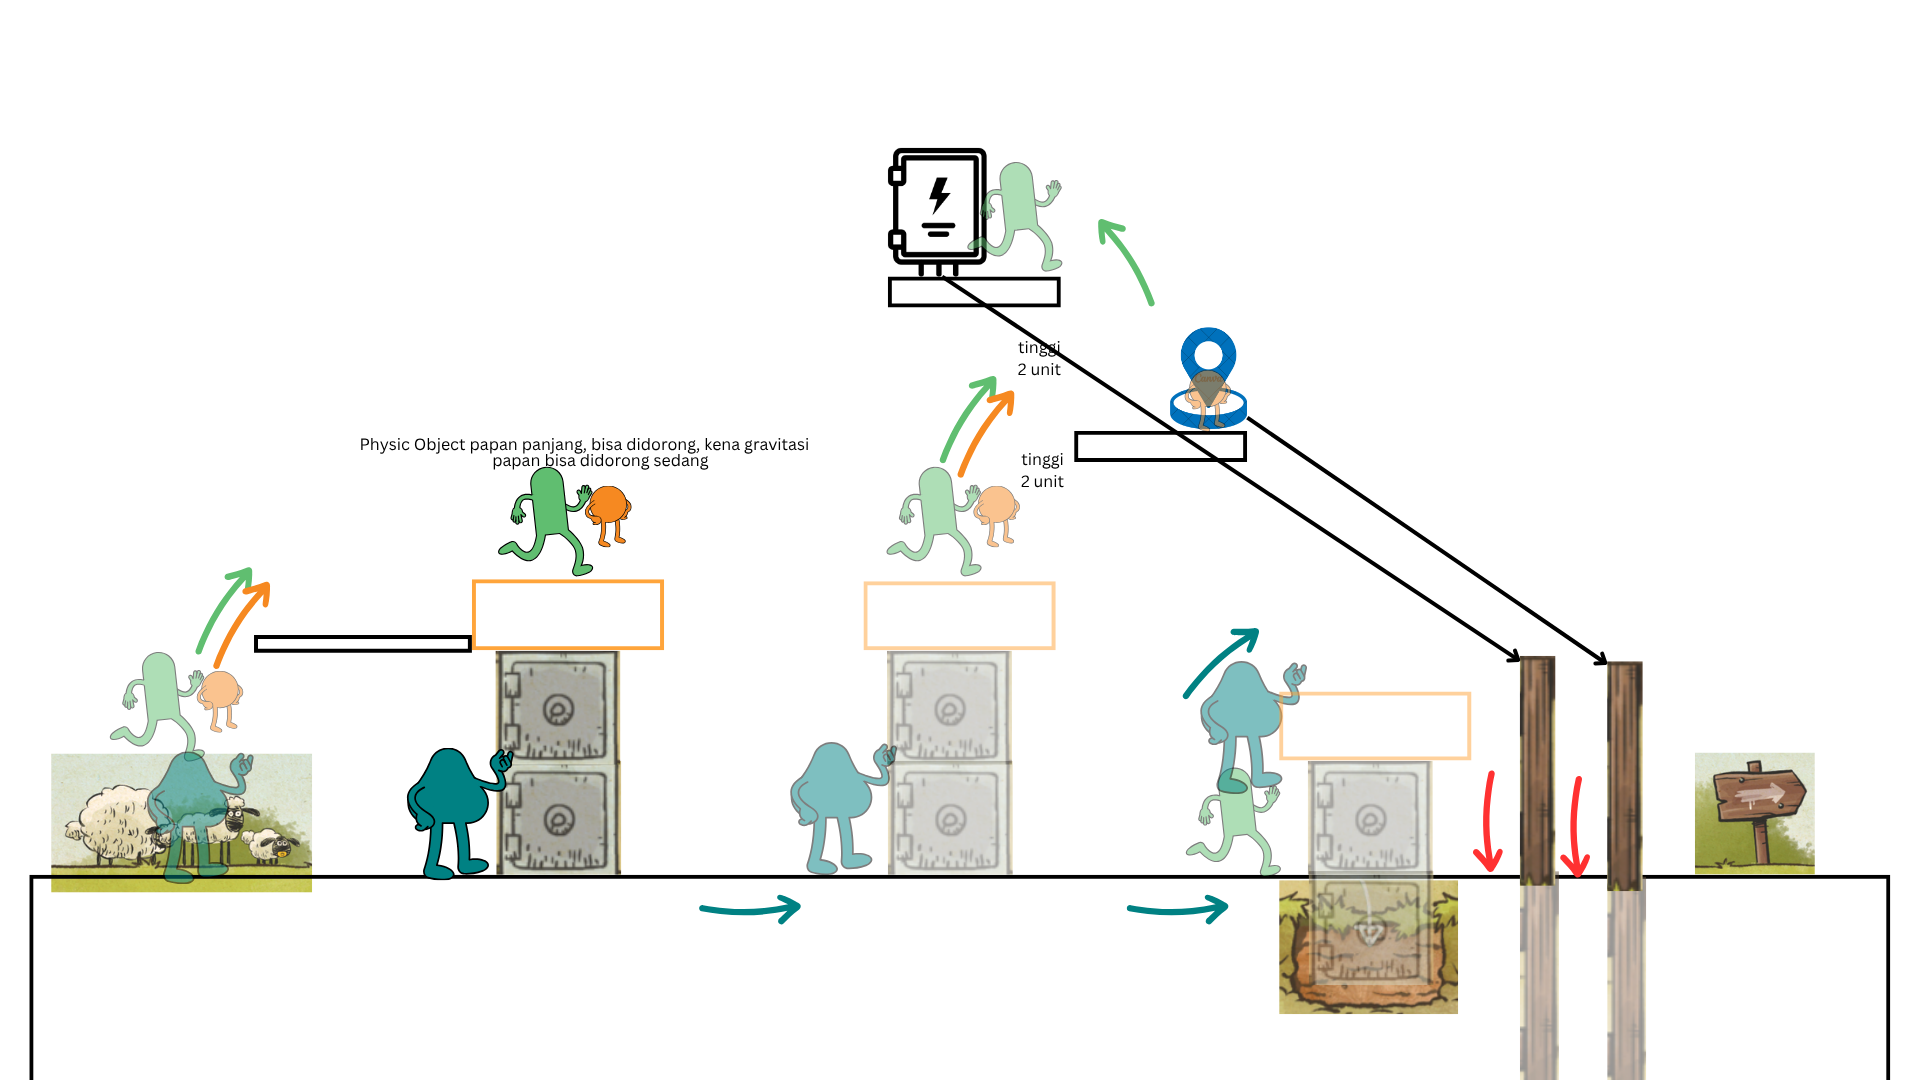 tinggi
2 unit
Physic Object papan panjang, bisa didorong, kena gravitasi
papan bisa didorong sedang
tinggi
2 unit